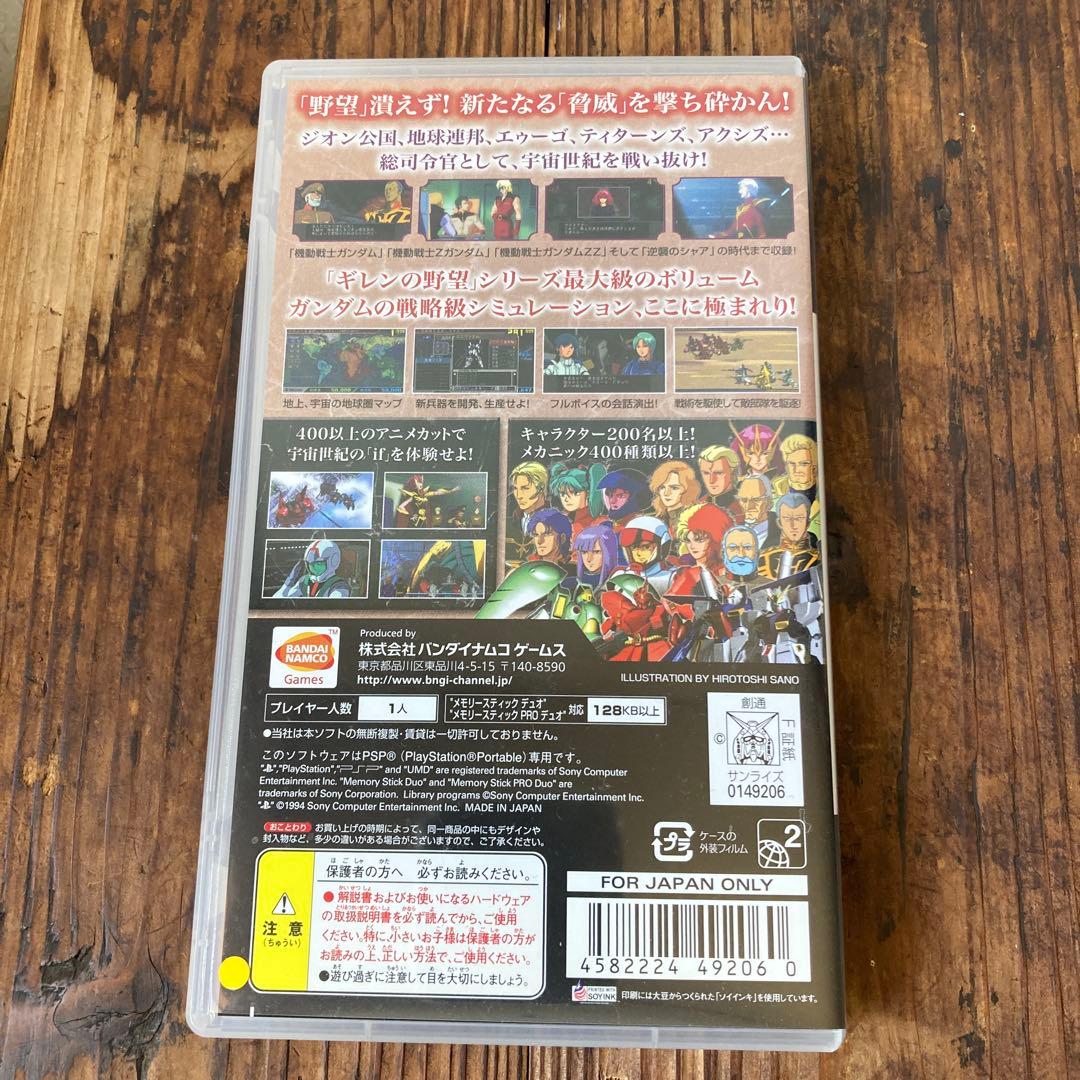 「野望」潰えず！ 新たなる「脅威」を撃ち砕かん！
ジオン公国、地球連邦、エゥーゴ、ティターンズ、アクシズ…
総司令官として、宇宙世紀を戦い抜け！
「機動戦士ガンダム」「機動戦士Zガンダム」「機動戦士ガンダムZZ」そして「逆襲のシャア」の時代まで収録！
「ギレンの野望」シリーズ最大級のボリューム
ガンダムの戦略級シミュレーション、ここに極まれり！
地上、宇宙の地球圏マップ
新兵器を開発、生産せよ！
フルボイスの会話演出！
戦術を駆使して敵部隊を駆逐！
400以上のアニメカットで
宇宙世紀の「if」を体験せよ！
キャラクター200名以上！
メカニック400種類以上！
BANDAI
NAMCO
Games
TM
Produced by
株式会社 バンダイナムコ ゲームス
東京都品川区東品川4-5-15 〒140-8590
http://www.bngi-channel.jp/
ILLUSTRATION BY HIROTOSHI SANO
プレイヤー人数 1人
"メモリースティック デュオ"
"メモリースティック PRO デュオ" 対応 128KB以上
●当社は本ソフトの無断複製・賃貸は一切許可しておりません。
このソフトウェアはPSP®（PlayStation®Portable）専用です。
" ","PlayStation","PSP" and "UMD" are registered trademarks of Sony Computer
Entertainment Inc. "Memory Stick Duo" and "Memory Stick PRO Duo" are
trademarks of Sony Corporation. Library programs ©Sony Computer Entertainment Inc.
" "©1994 Sony Computer Entertainment Inc. MADE IN JAPAN
おことわり お買い上げの時期によって、同一商品の中にもデザインや
封入物など、多少の違いがある場合がございますので、ご了承ください。
創通
©
F証紙
サンライズ
0149206
プラ
ケースの
外装フィルム
2
注意
（ちゅうい）
保護者の方へ 必ずお読みください。
●解説書およびお使いになるハードウェア
の取扱説明書を必ず読んでから、ご使用
ください。特に、小さいお子様は保護者の方が
お読みの上、正しい方法で、ご使用ください。
●遊び過ぎに注意して目を大切にしましょう。
FOR JAPAN ONLY
4582224 492060
PRINTED WITH
SOY INK
印刷には大豆からつくられた「ソイインキ」を使用しています。